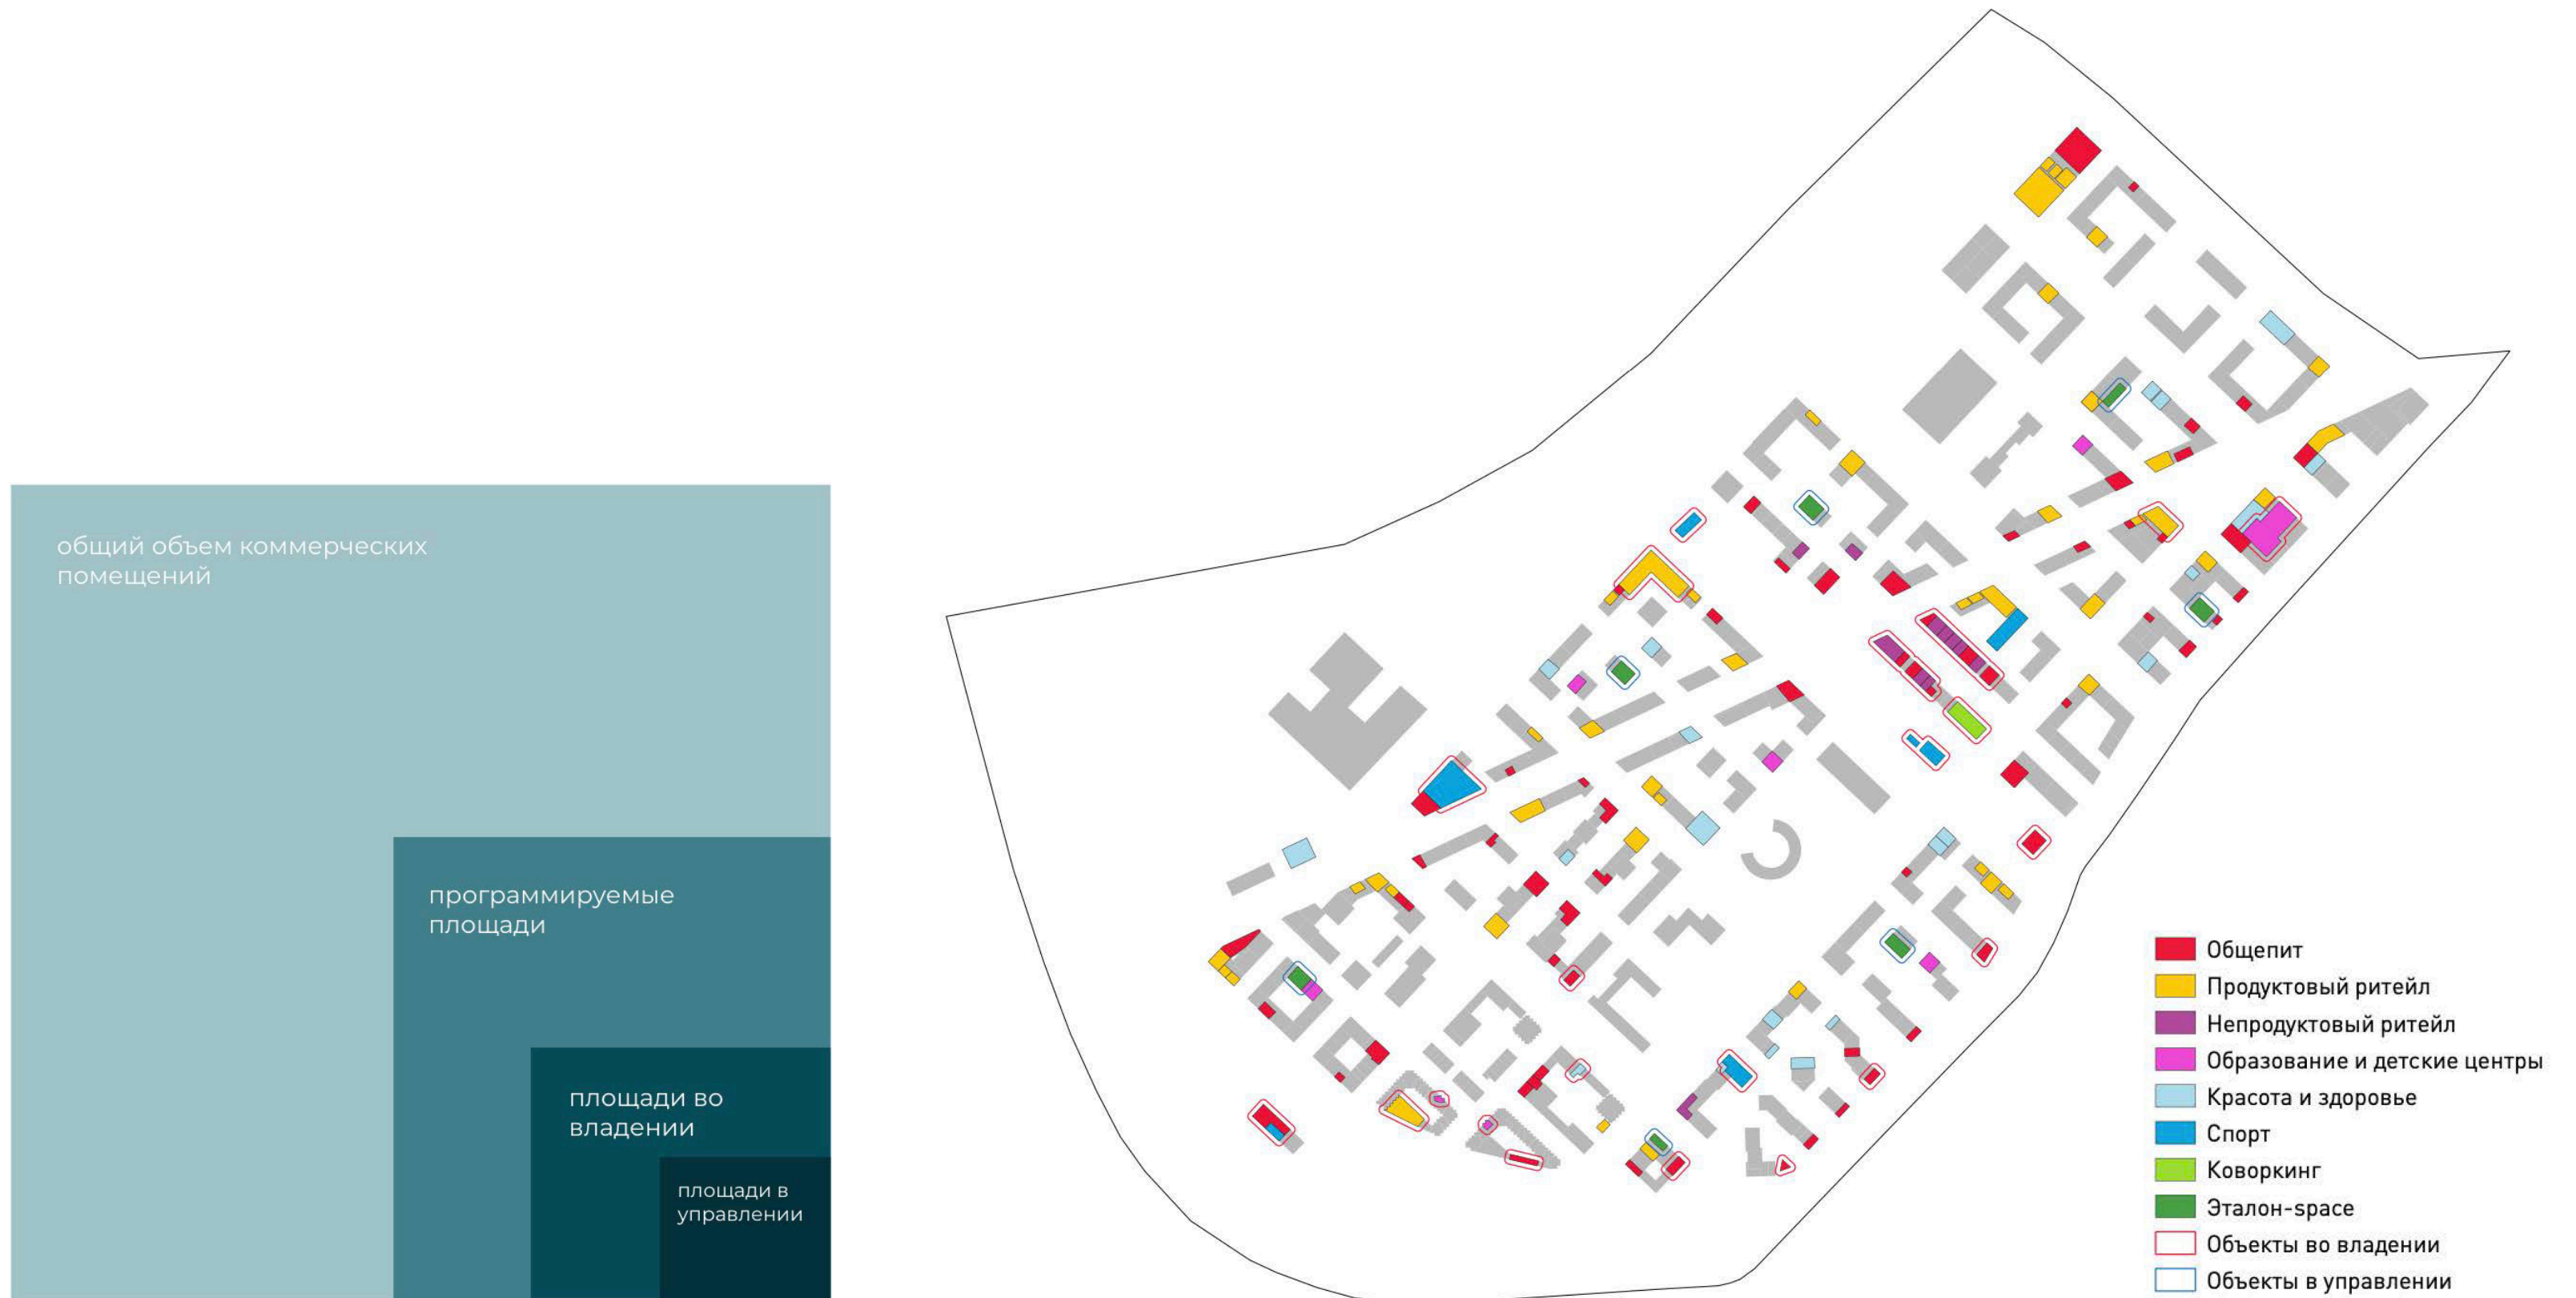 общий объем коммерческих
помещений
программируемые
площади
площади во
владении
площади в
управлении
Общепит
Продуктовый ритейл
Непродуктовый ритейл
Образование и детские центры
Красота и здоровье
Спорт
Коворкинг
Эталон-space
Объекты во владении
Объекты в управлении